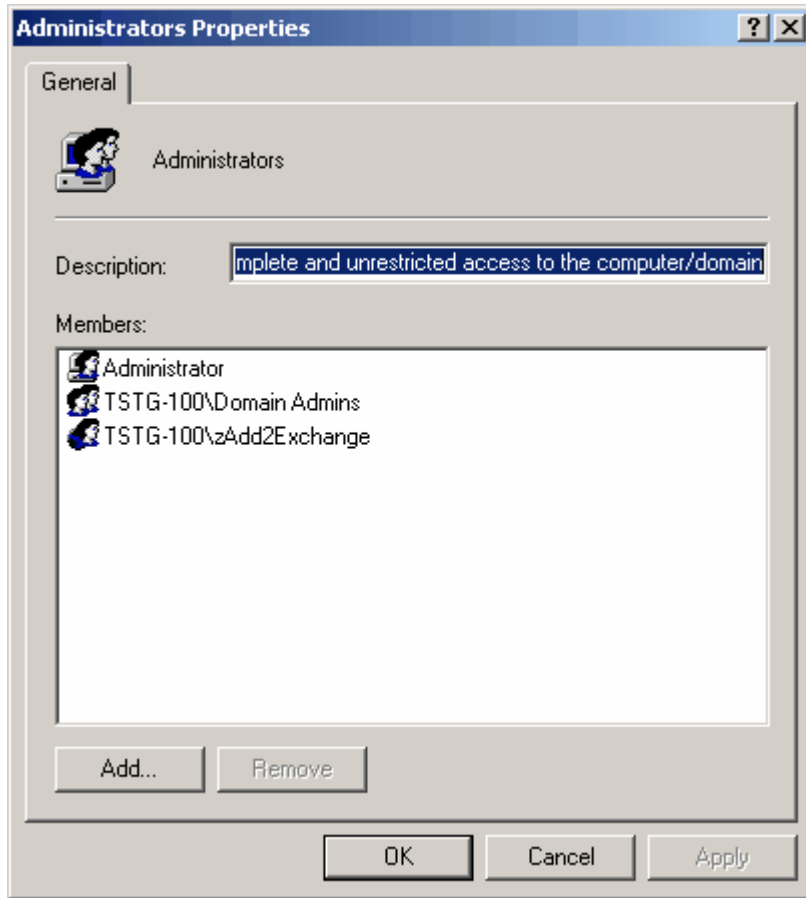 Administrators Properties
General
Administrators
Description: mplete and unrestricted access to the computer/domain
Members:
Administrator
TSTG-100\Domain Admins
TSTG-100\zAdd2Exchange
Add... Remove
OK Cancel Apply